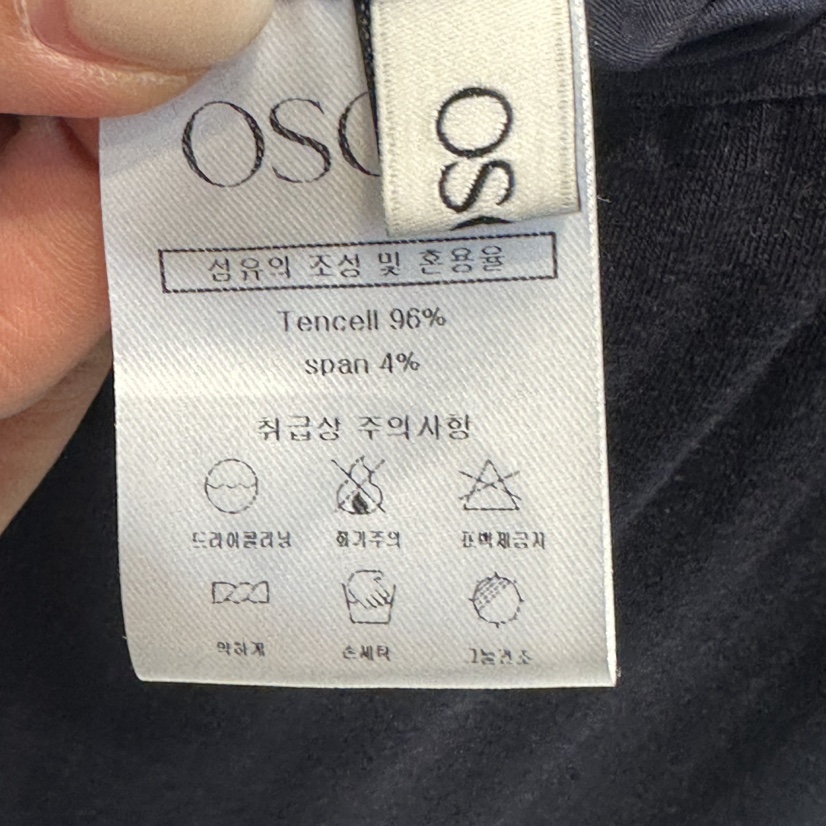 OSC
OSC
섬유의 조성 및 혼용율
Tencell 96%
span 4%
취급상 주의사항
드라이클리닝 화기주의 표백제금지
약하게 손세탁 그늘건조